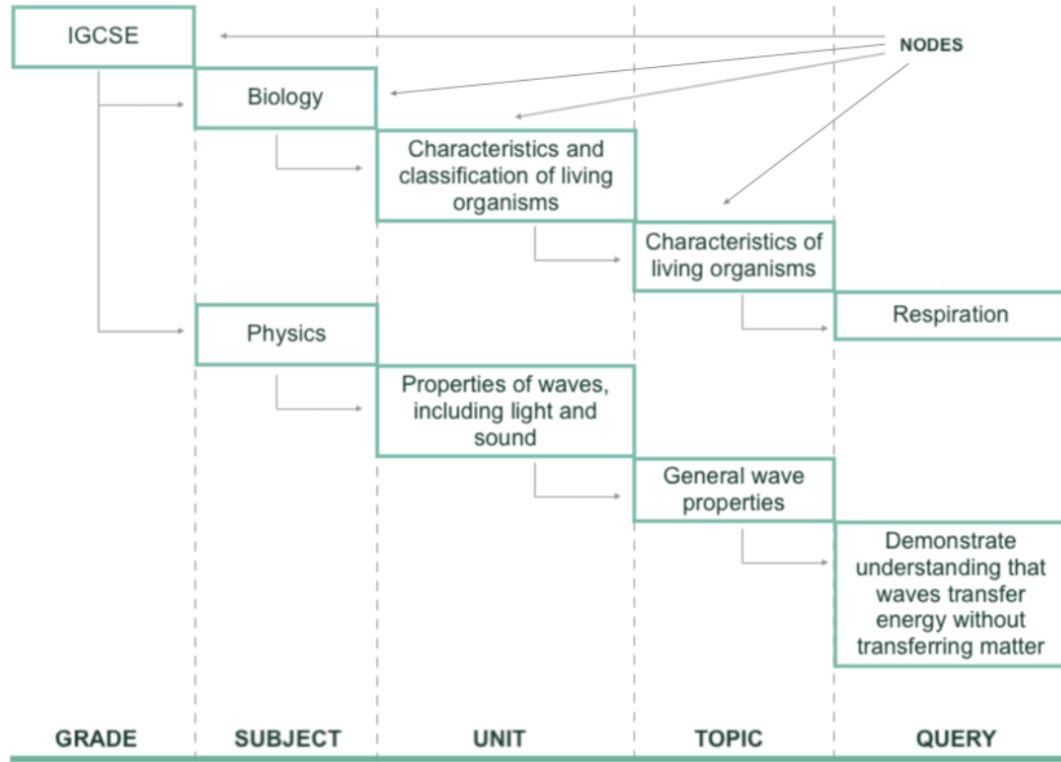 IGCSE
NODES
Biology
Characteristics and
classification of living
organisms
Characteristics of
living organisms
Respiration
Physics
Properties of waves,
including light and
sound
General wave
properties
Demonstrate
understanding that
waves transfer
energy without
transferring matter
GRADE SUBJECT UNIT TOPIC QUERY